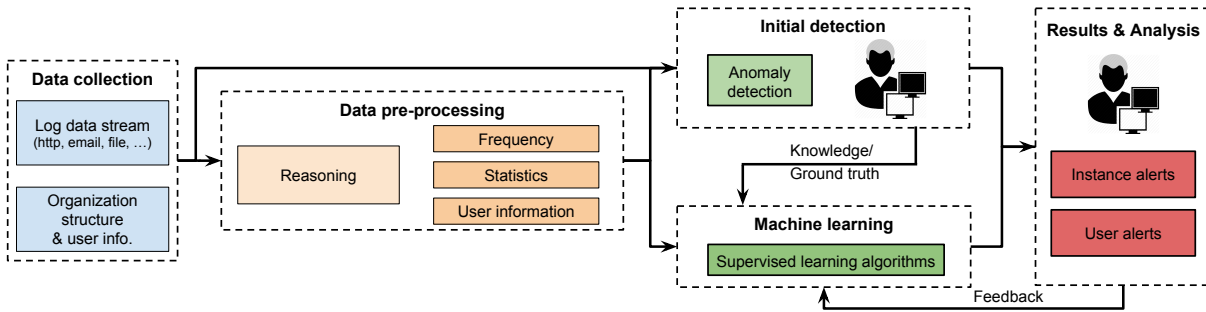 Data collection
Log data stream
(http, email, file, …)
Organization
structure
& user info.
Data pre-processing
Reasoning
Frequency
Statistics
User information
Initial detection
Anomaly
detection
Knowledge/
Ground truth
Machine learning
Supervised learning algorithms
Results & Analysis
Instance alerts
User alerts
Feedback